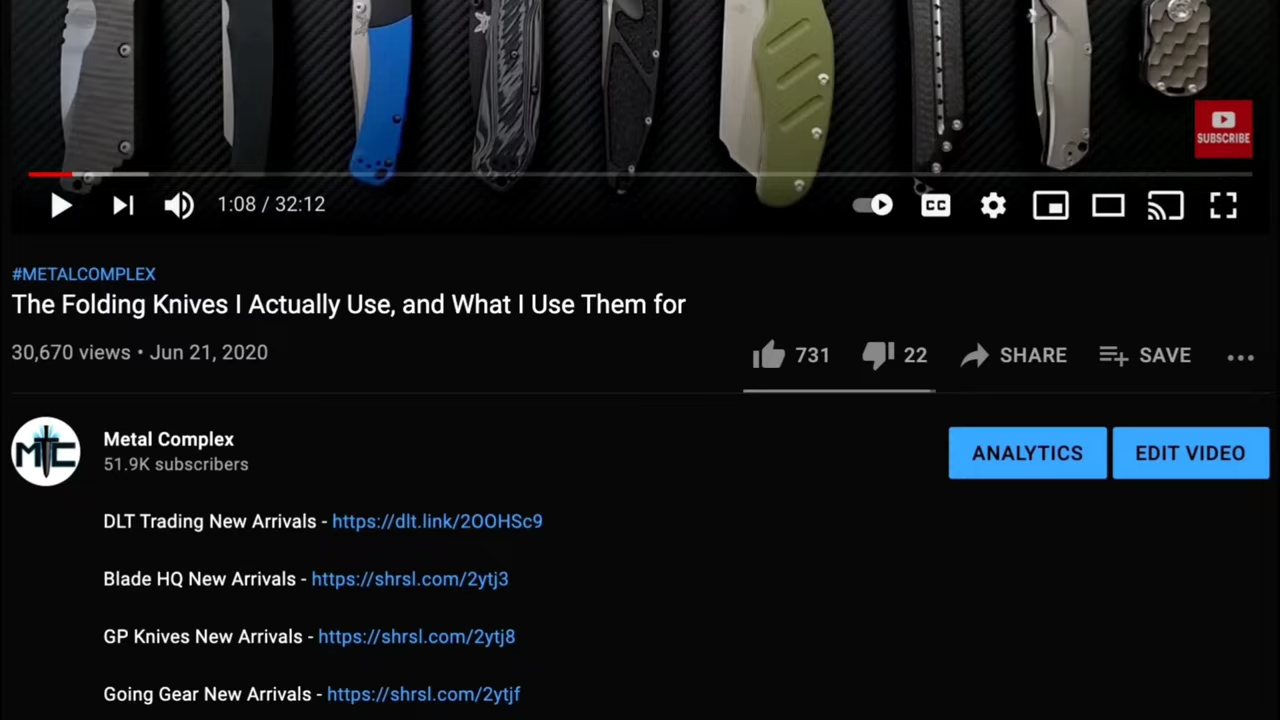 SUBSCRIBE
1:08 / 32:12
CC
#METALCOMPLEX
The Folding Knives I Actually Use, and What I Use Them for
30,670 views • Jun 21, 2020
731
22
SHARE
SAVE
MTC
Metal Complex
51.9K subscribers
ANALYTICS
EDIT VIDEO
DLT Trading New Arrivals - https://dlt.link/2OOHSc9
Blade HQ New Arrivals - https://shrsl.com/2ytj3
GP Knives New Arrivals - https://shrsl.com/2ytj8
Going Gear New Arrivals - https://shrsl.com/2ytjf